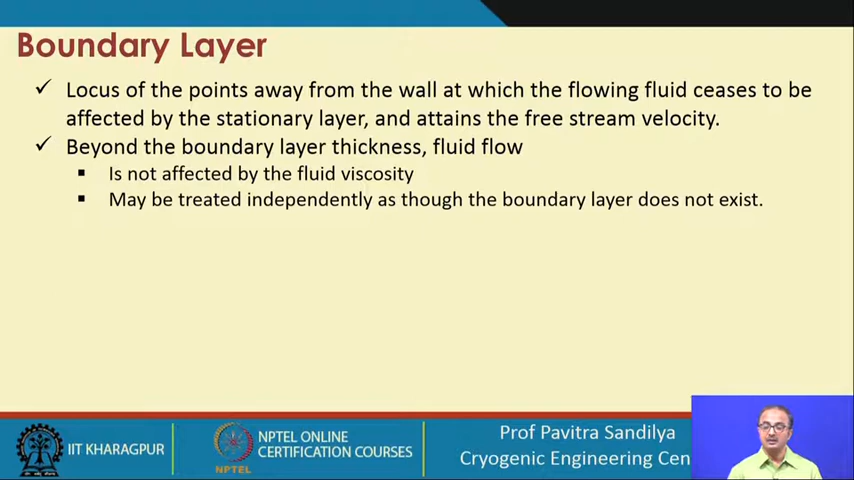 Boundary Layer
✓ Locus of the points away from the wall at which the flowing fluid ceases to be
affected by the stationary layer, and attains the free stream velocity.
✓ Beyond the boundary layer thickness, fluid flow
▪ Is not affected by the fluid viscosity
▪ May be treated independently as though the boundary layer does not exist.
IIT KHARAGPUR
NPTEL
NPTEL ONLINE
CERTIFICATION COURSES
Prof Pavitra Sandilya
Cryogenic Engineering Cen